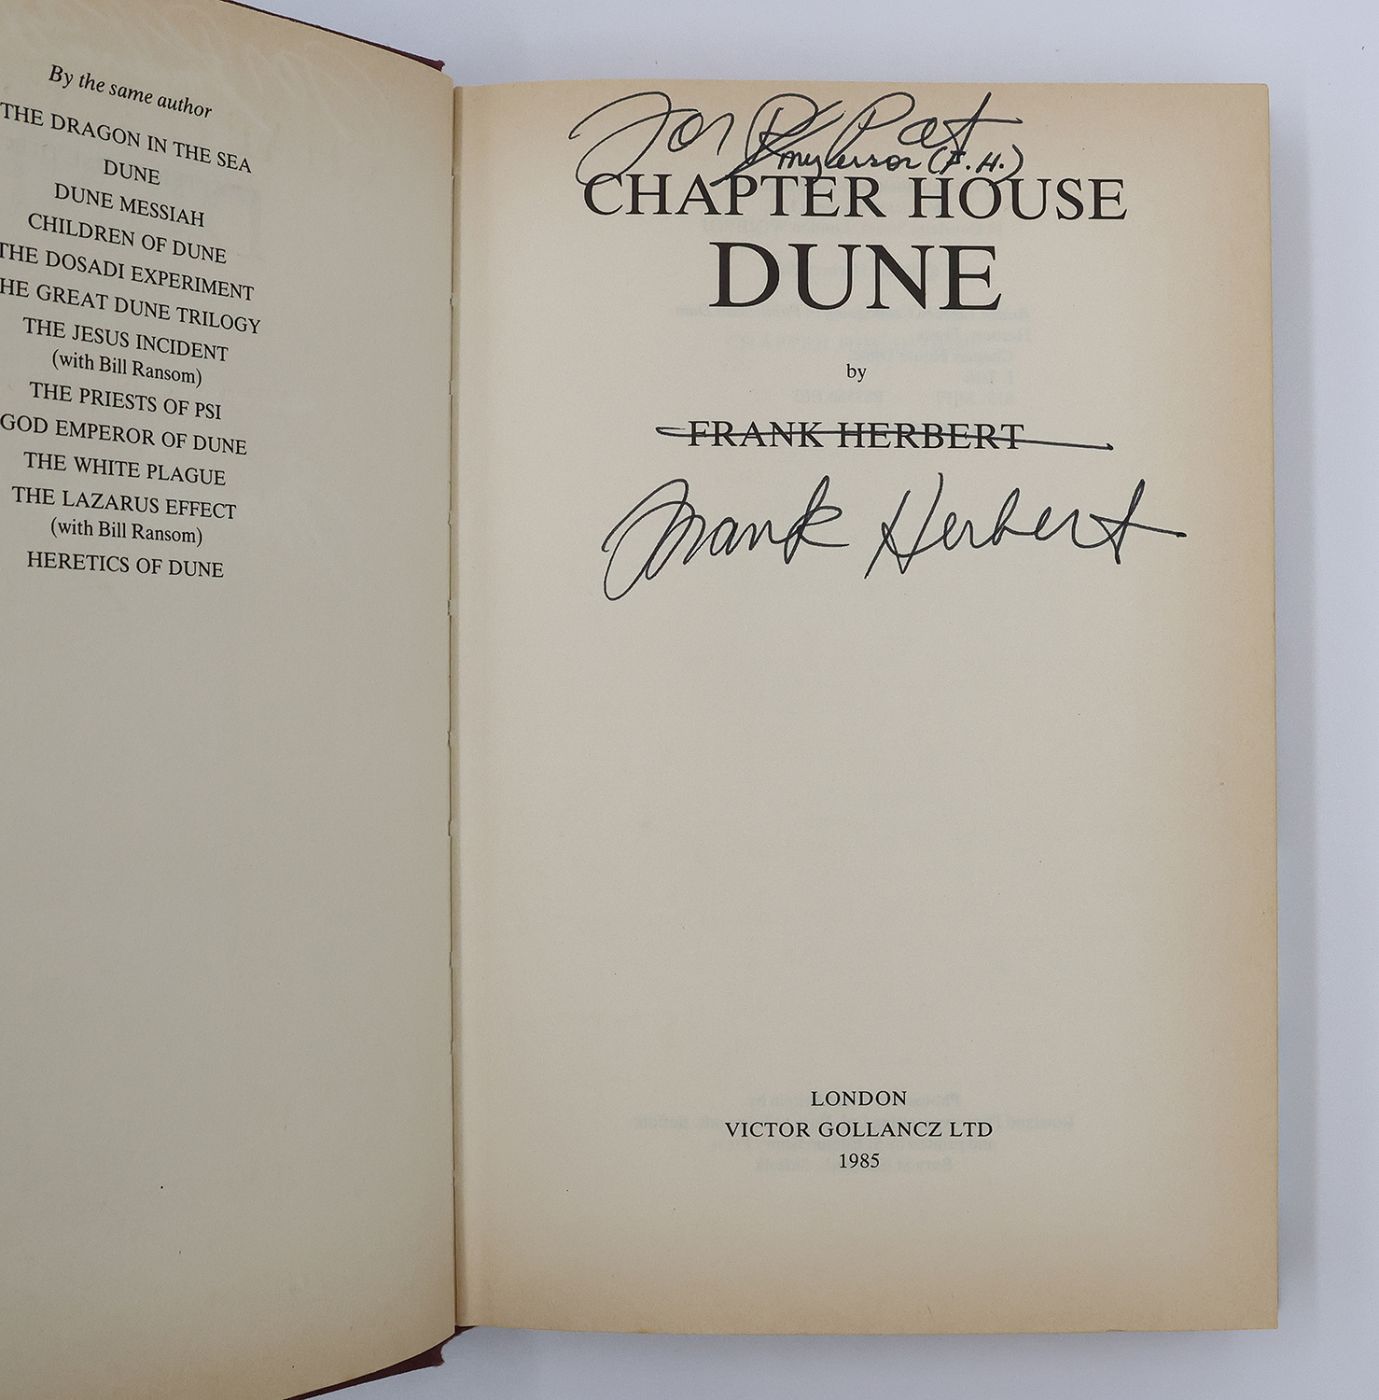 By the same author
THE DRAGON IN THE SEA
DUNE
DUNE MESSIAH
CHILDREN OF DUNE
THE DOSADI EXPERIMENT
HE GREAT DUNE TRILOGY
THE JESUS INCIDENT
(with Bill Ransom)
THE PRIESTS OF PSI
GOD EMPEROR OF DUNE
THE WHITE PLAGUE
THE LAZARUS EFFECT
(with Bill Ransom)
HERETICS OF DUNE
For Pat
my error (F.H.)
CHAPTER HOUSE
DUNE
by
FRANK HERBERT
Frank Herbert
LONDON
VICTOR GOLLANCZ LTD
1985